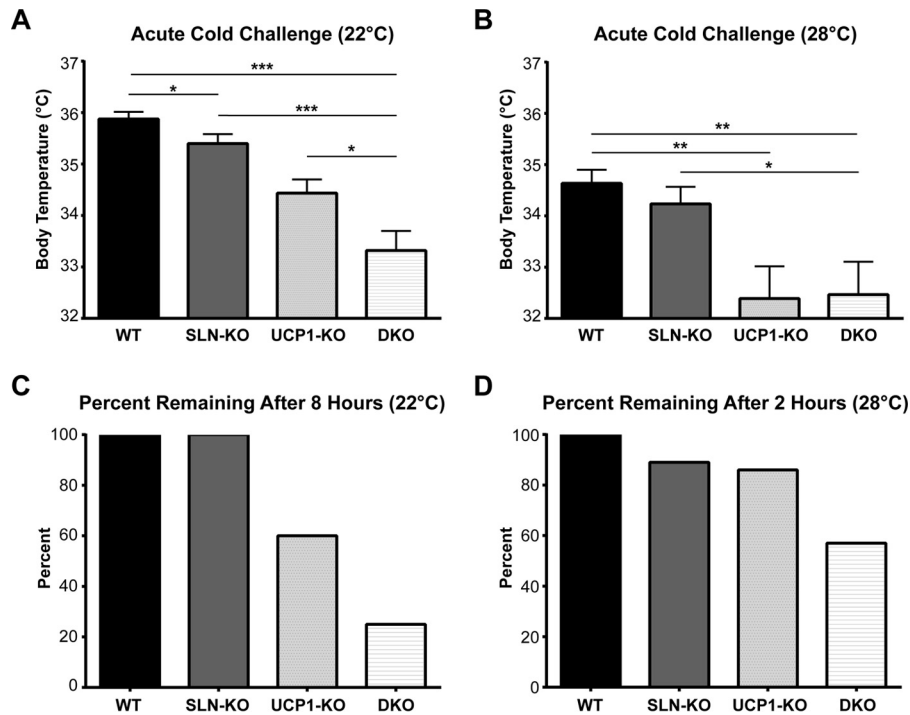 A
Acute Cold Challenge (22°C)
Body Temperature (°C)
37
36
35
34
33
32
***
*
***
*
WT
SLN-KO
UCP1-KO
DKO
B
Acute Cold Challenge (28°C)
Body Temperature (°C)
37
36
35
34
33
32
**
**
*
WT
SLN-KO
UCP1-KO
DKO
C
Percent Remaining After 8 Hours (22°C)
Percent
100
80
60
40
20
0
WT
SLN-KO
UCP1-KO
DKO
D
Percent Remaining After 2 Hours (28°C)
Percent
100
80
60
40
20
0
WT
SLN-KO
UCP1-KO
DKO